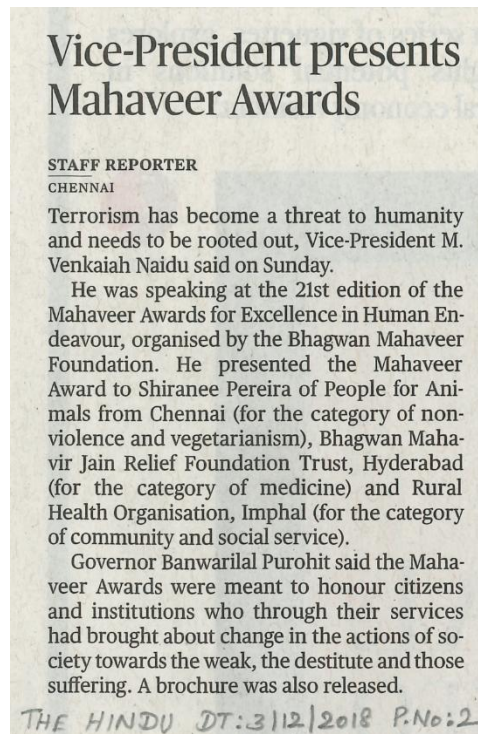 Vice-President presents
Mahaveer Awards
STAFF REPORTER
CHENNAI
Terrorism has become a threat to humanity
and needs to be rooted out, Vice-President M.
Venkaiah Naidu said on Sunday.
He was speaking at the 21st edition of the
Mahaveer Awards for Excellence in Human En-
deavour, organised by the Bhagwan Mahaveer
Foundation. He presented the Mahaveer
Award to Shiranee Pereira of People for Ani-
mals from Chennai (for the category of non-
violence and vegetarianism), Bhagwan Maha-
vir Jain Relief Foundation Trust, Hyderabad
(for the category of medicine) and Rural
Health Organisation, Imphal (for the category
of community and social service).
Governor Banwarilal Purohit said the Maha-
veer Awards were meant to honour citizens
and institutions who through their services
had brought about change in the actions of so-
ciety towards the weak, the destitute and those
suffering. A brochure was also released.
THE HINDU DT:3/12/2018 P.No:2